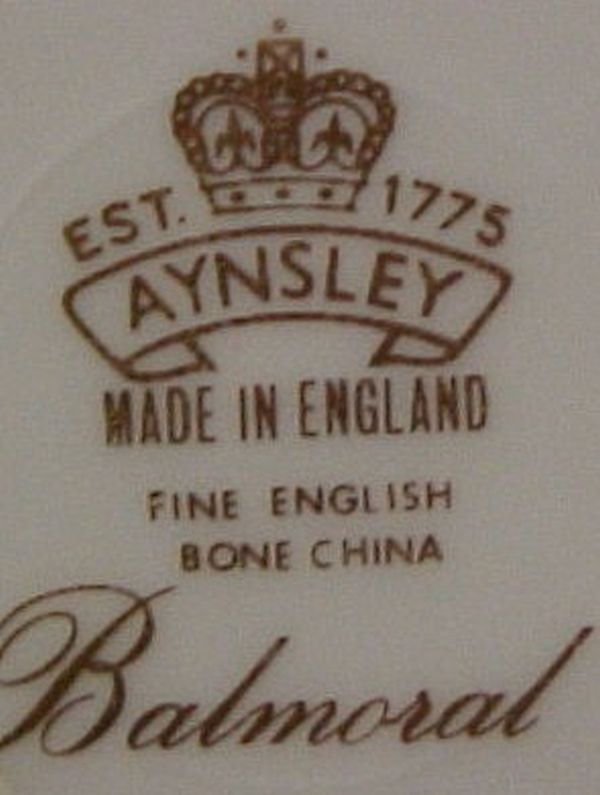 EST. 1775
AYNSLEY
MADE IN ENGLAND
FINE ENGLISH
BONE CHINA
Balmoral